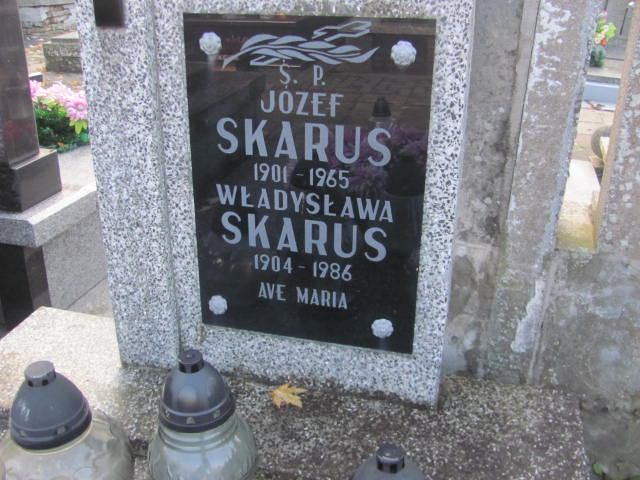 Ś. P.
JÓZEF
SKARUS
1901 - 1965
WŁADYSŁAWA
SKARUS
1904 - 1986
AVE MARIA